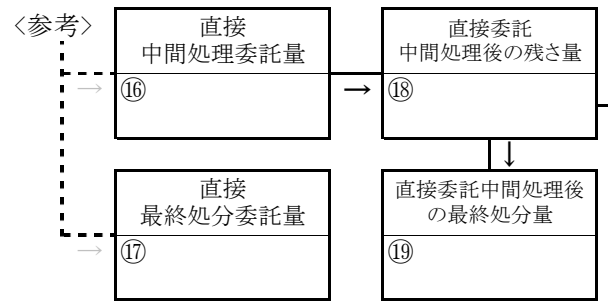 〈参考〉
直接
中間処理委託量
⑯
→
→
直接委託
中間処理後の残さ量
⑱
↓
直接
最終処分委託量
⑰
→
直接委託中間処理後
の最終処分量
⑲